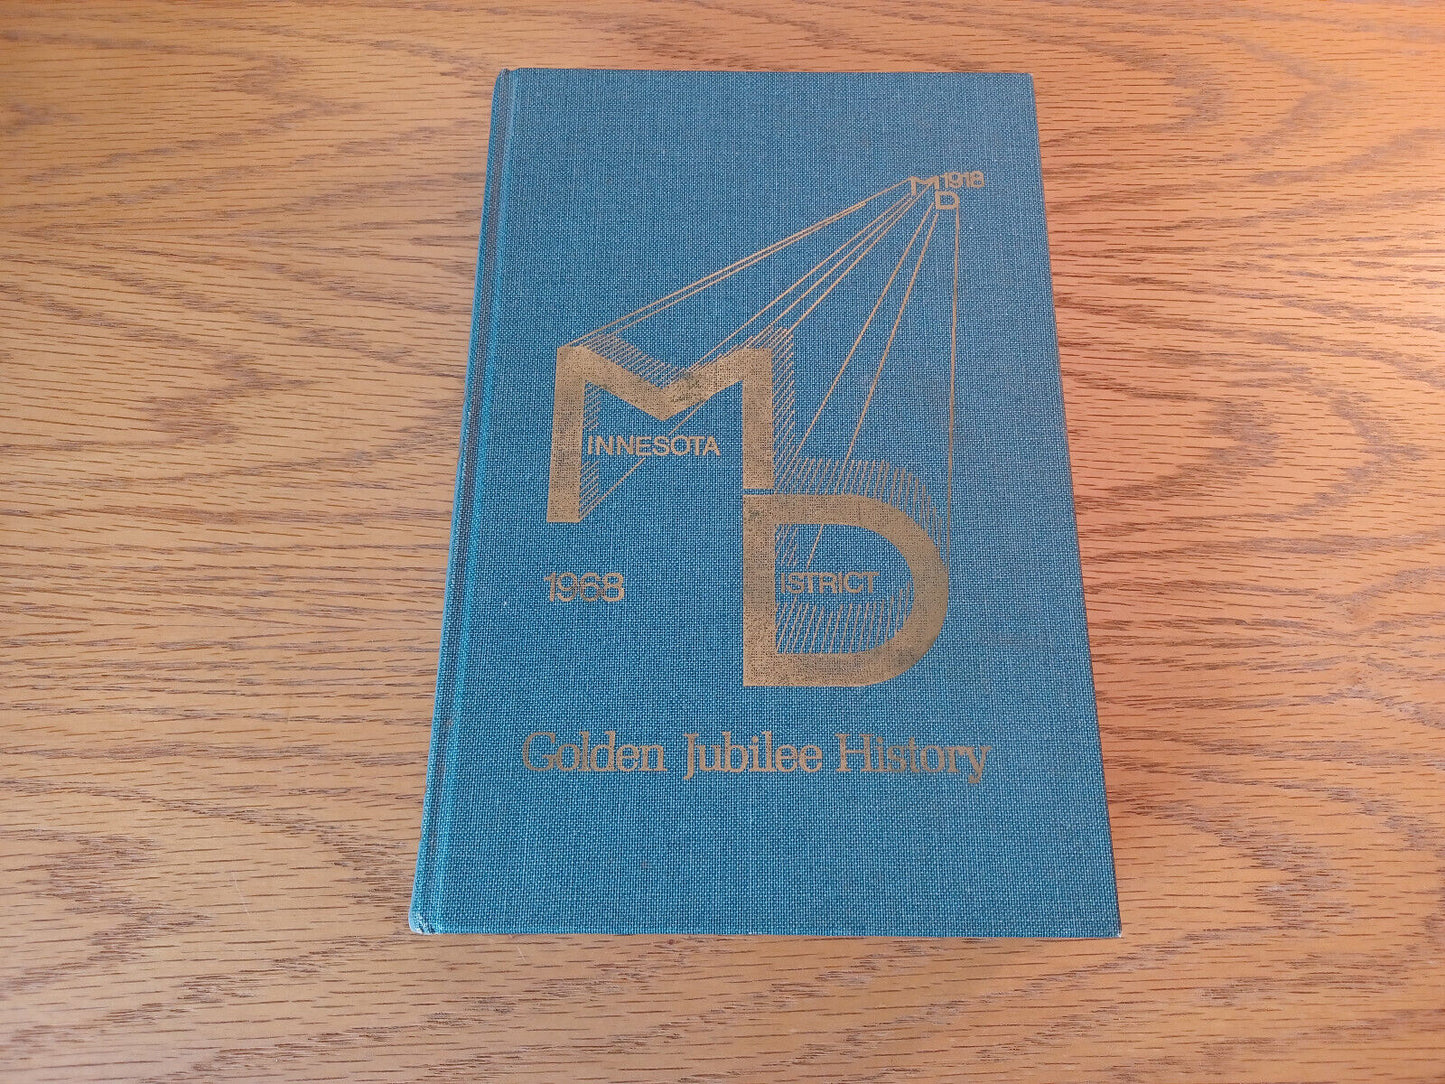 M 1918
D
MINNESOTA
1968
DISTRICT
Golden Jubilee History